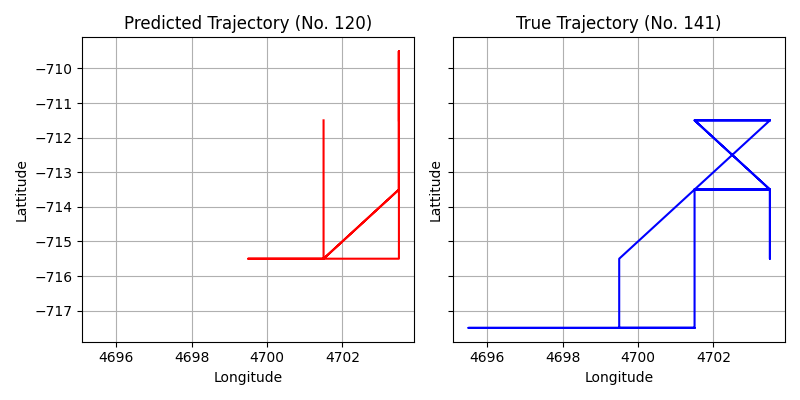 Predicted Trajectory (No. 120)
True Trajectory (No. 141)
−710
−711
−712
−713
−714
−715
−716
−717
Lattitude
Lattitude
4696
4698
4700
4702
4696
4698
4700
4702
Longitude
Longitude